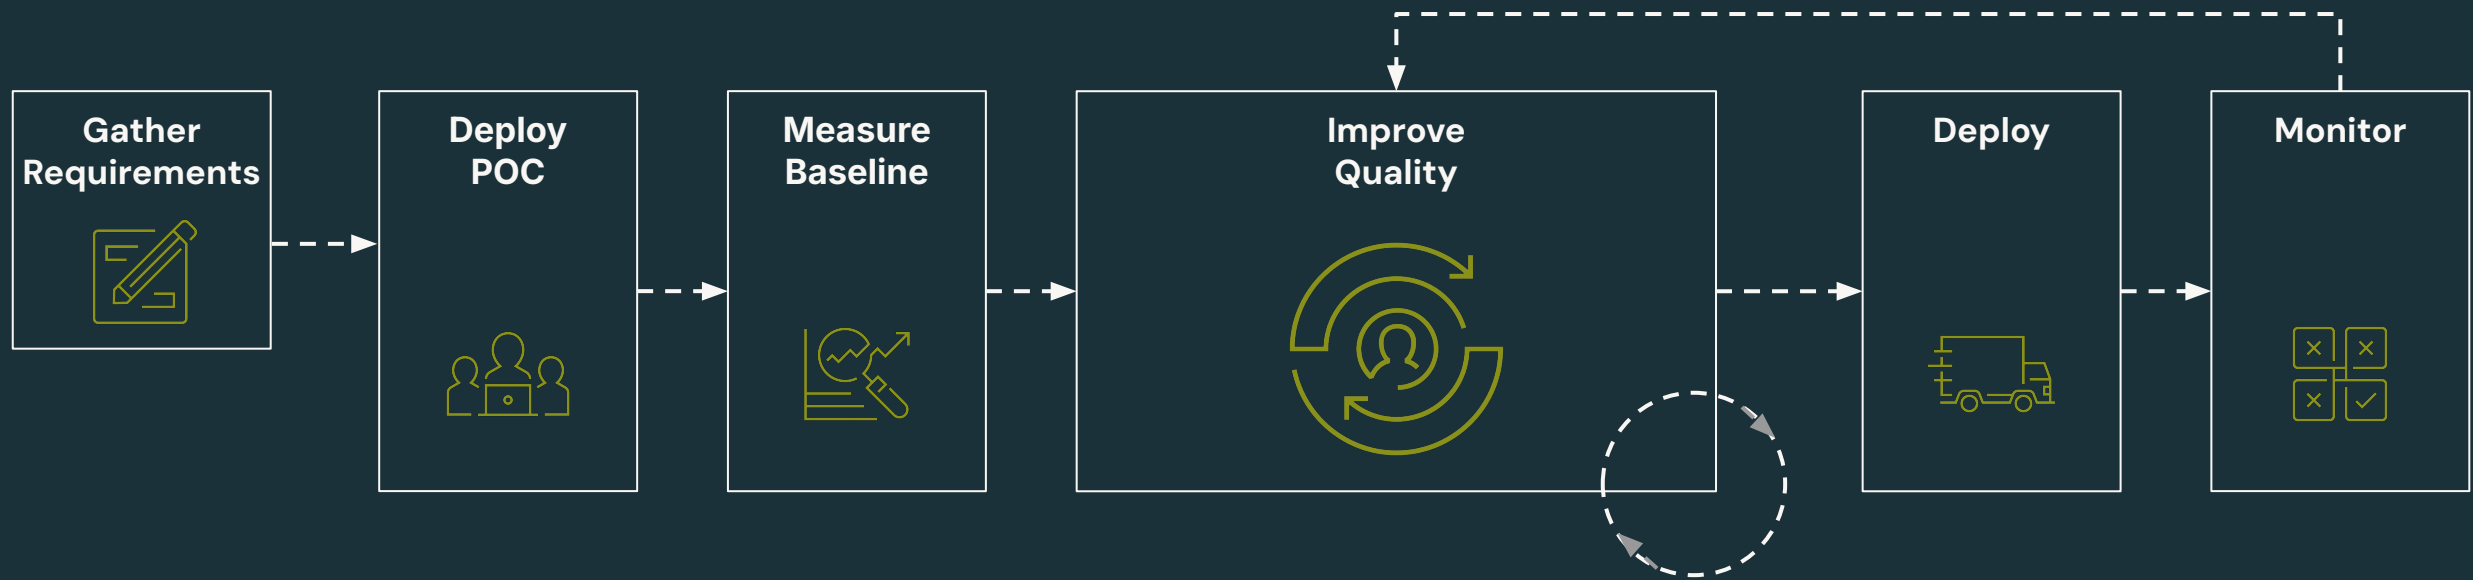 Gather
Requirements
Deploy
POC
Measure
Baseline
Improve
Quality
Deploy
Monitor